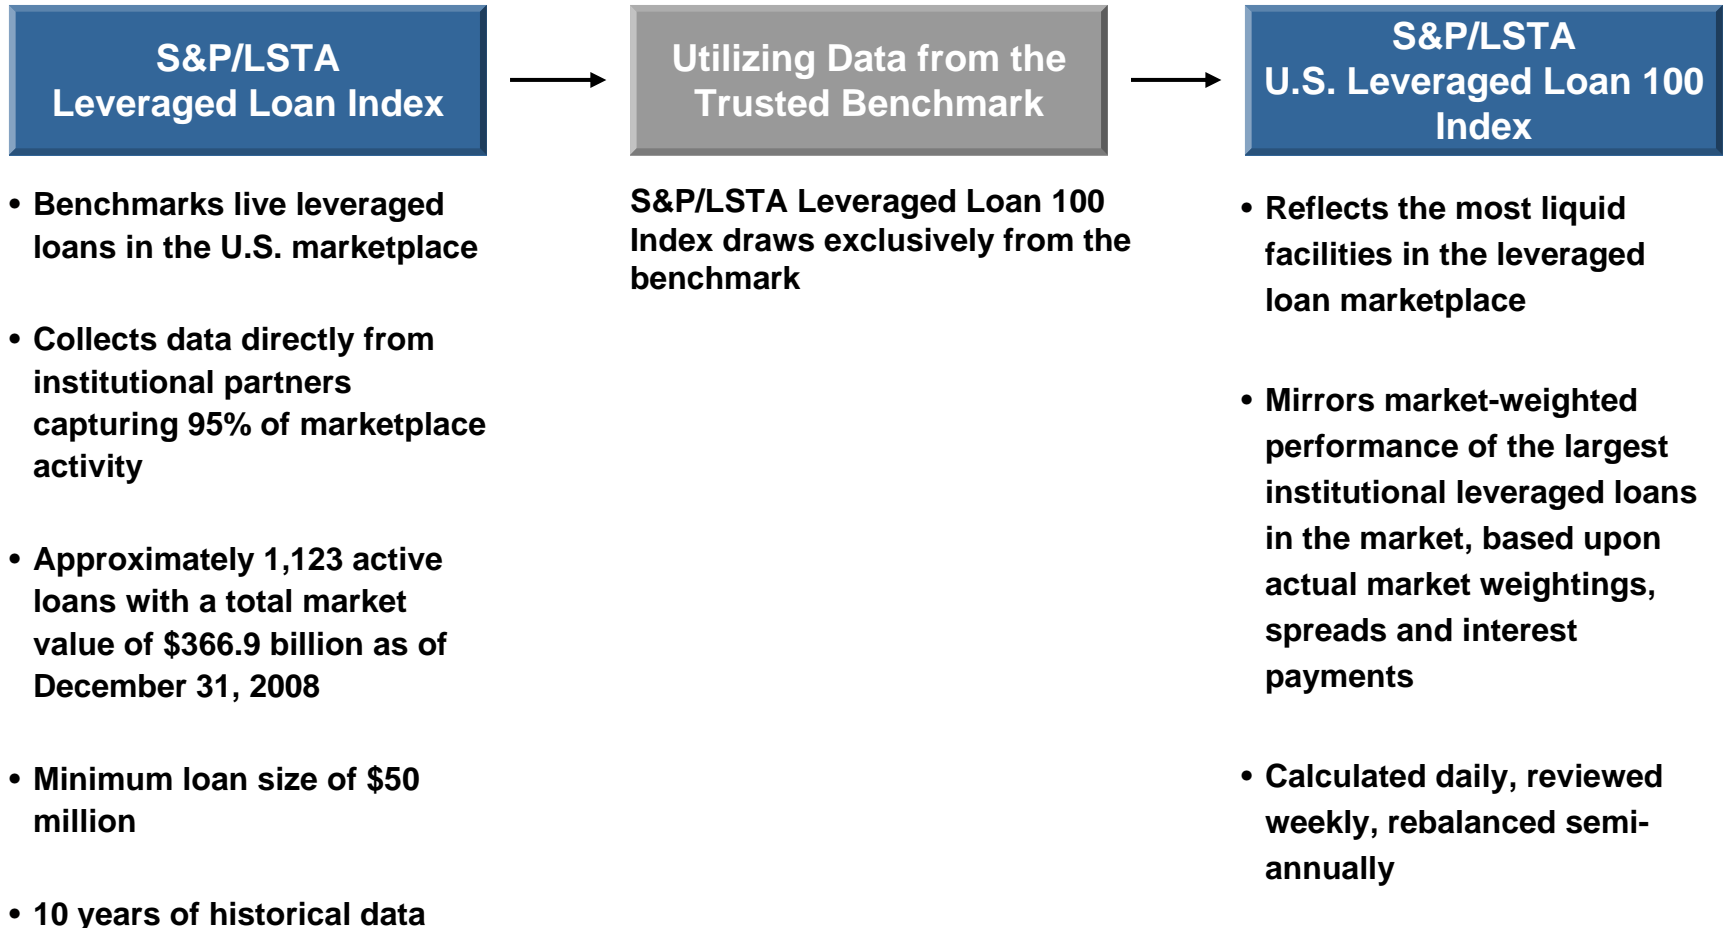 S&P/LSTA
Leveraged Loan Index
Utilizing Data from the
Trusted Benchmark
S&P/LSTA
U.S. Leveraged Loan 100
Index
• Benchmarks live leveraged
loans in the U.S. marketplace
• Collects data directly from
institutional partners
capturing 95% of marketplace
activity
• Approximately 1,123 active
loans with a total market
value of $366.9 billion as of
December 31, 2008
• Minimum loan size of $50
million
• 10 years of historical data
S&P/LSTA Leveraged Loan 100
Index draws exclusively from the
benchmark
• Reflects the most liquid
facilities in the leveraged
loan marketplace
• Mirrors market-weighted
performance of the largest
institutional leveraged loans
in the market, based upon
actual market weightings,
spreads and interest
payments
• Calculated daily, reviewed
weekly, rebalanced semi-
annually